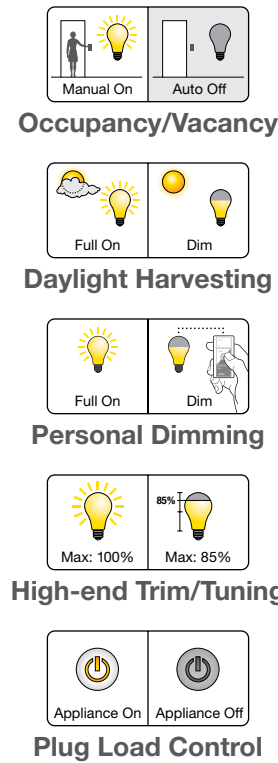 Manual On Auto Off
Occupancy/Vacancy
Full On Dim
Daylight Harvesting
Full On Dim
Personal Dimming
85%
Max: 100% Max: 85%
High-end Trim/Tuning
Appliance On Appliance Off
Plug Load Control